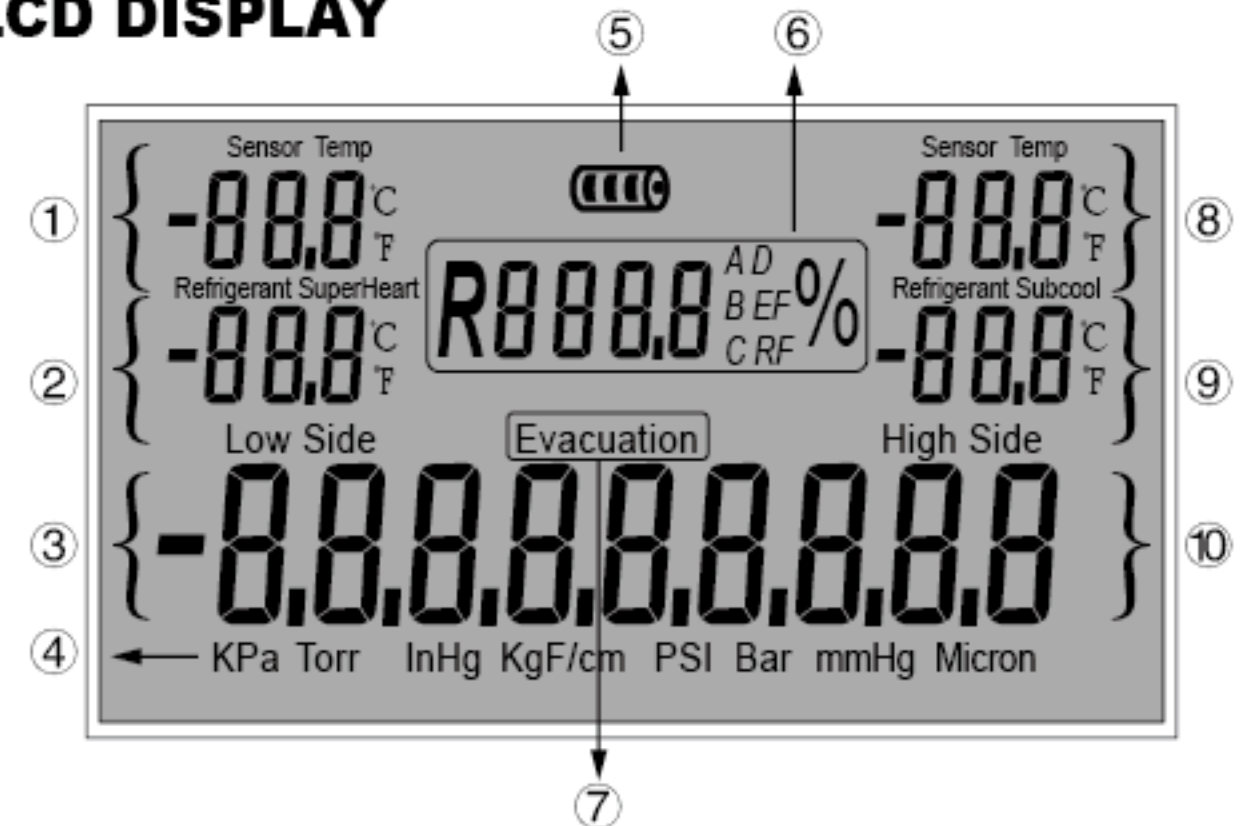 LCD DISPLAY
⑤ ⑥
Sensor Temp Sensor Temp
① -88.8 °C °F -88.8 °C °F ⑧
Refrigerant SuperHeart R888.8 A D B EF C RF % Refrigerant Subcool
② -88.8 °C °F -88.8 °C °F ⑨
Low Side Evacuation High Side
③ -8.8.8.8.8.8.8.8.8 ⑩
④ KPa Torr InHg KgF/cm PSI Bar mmHg Micron
⑦